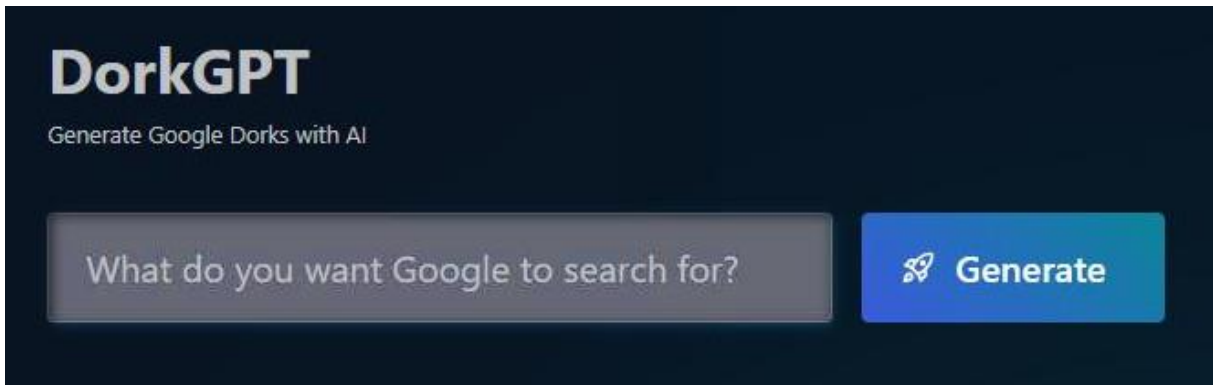 DorkGPT
Generate Google Dorks with AI
What do you want Google to search for?
Generate